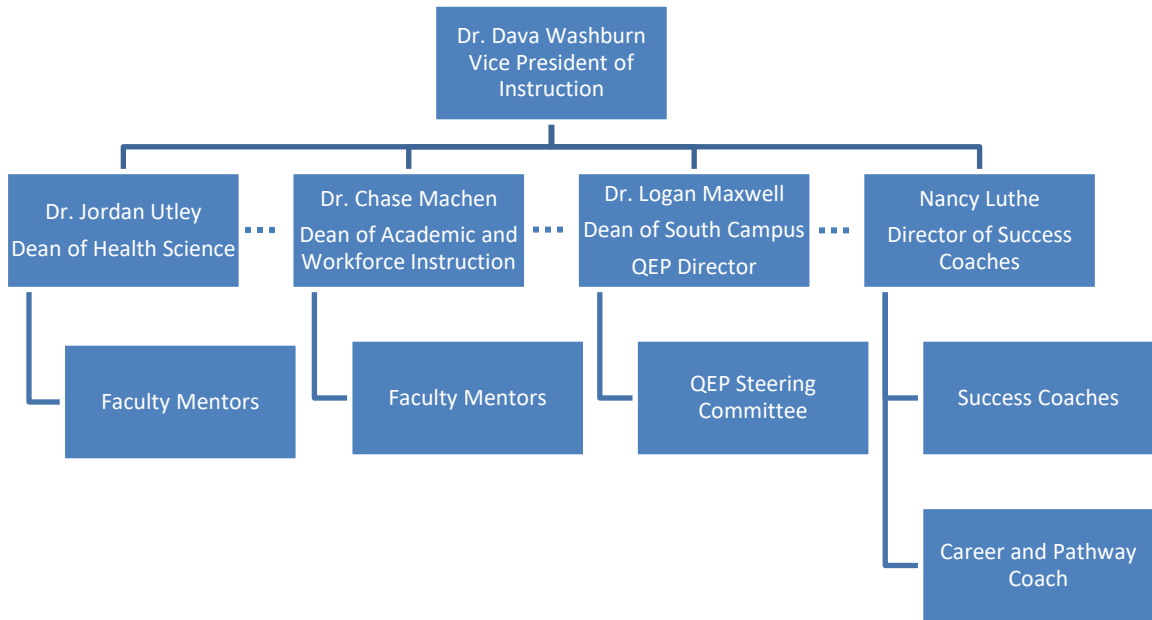 Dr. Dava Washburn
Vice President of
Instruction
Dr. Jordan Utley
Dean of Health Science
Dr. Chase Machen
Dean of Academic and
Workforce Instruction
Dr. Logan Maxwell
Dean of South Campus
QEP Director
Nancy Luthe
Director of Success
Coaches
Faculty Mentors
Faculty Mentors
QEP Steering
Committee
Success Coaches
Career and Pathway
Coach